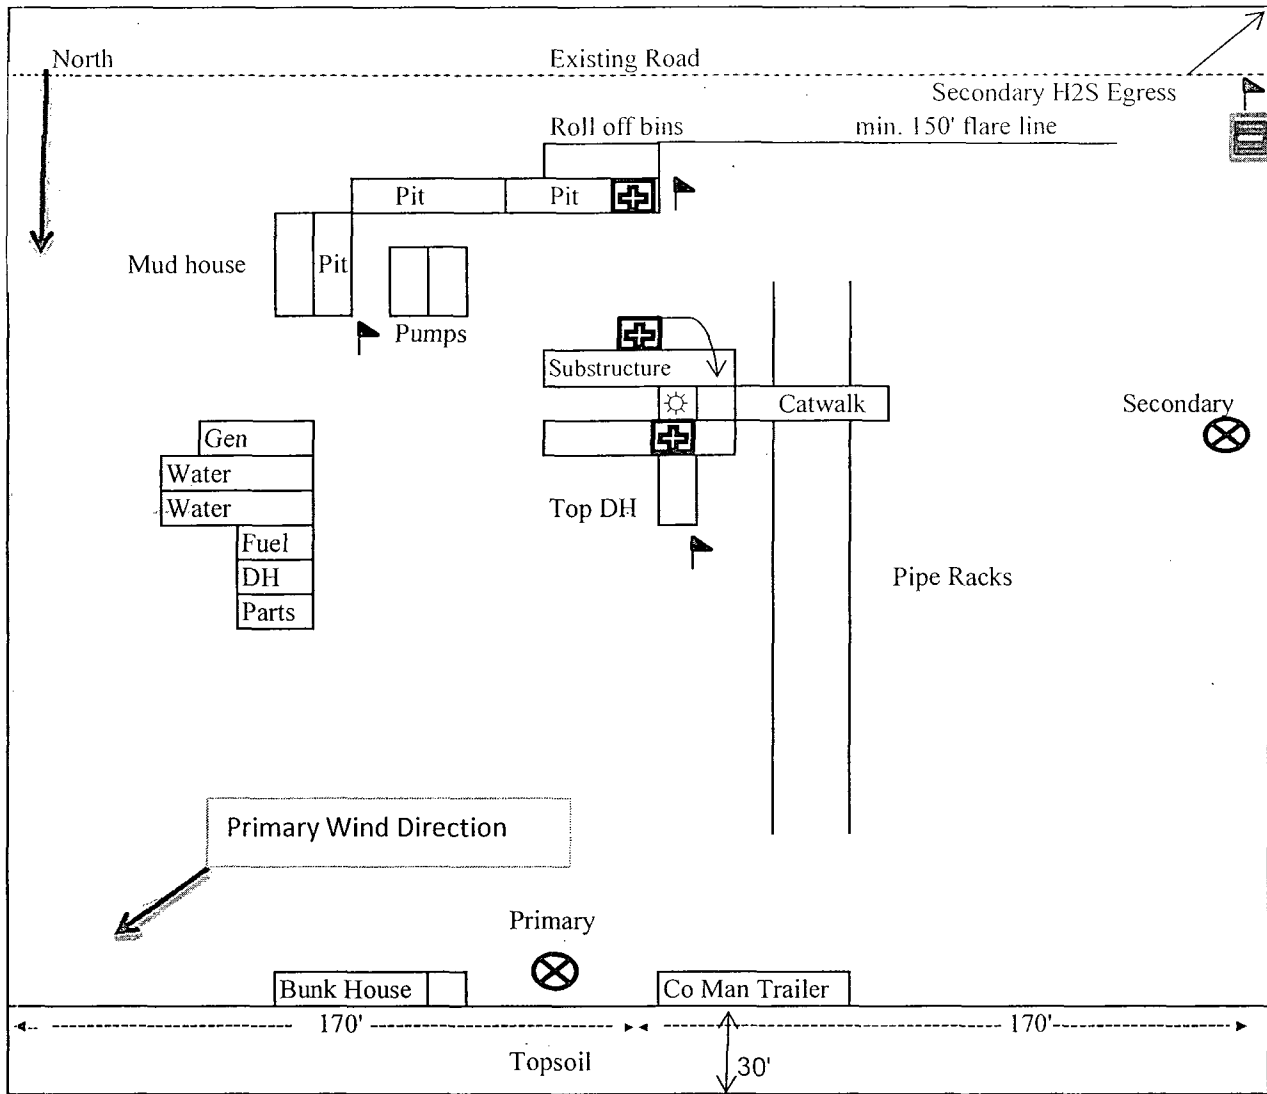 North
Existing Road
Secondary H2S Egress
Roll off bins
min. 150' flare line
Pit
Pit
Mud house
Pit
Pumps
Substructure
Catwalk
Secondary
Gen
Water
Water
Top DH
Fuel
DH
Parts
Pipe Racks
Primary Wind Direction
Primary
Bunk House
Co Man Trailer
170'
170'
Topsoil
30'